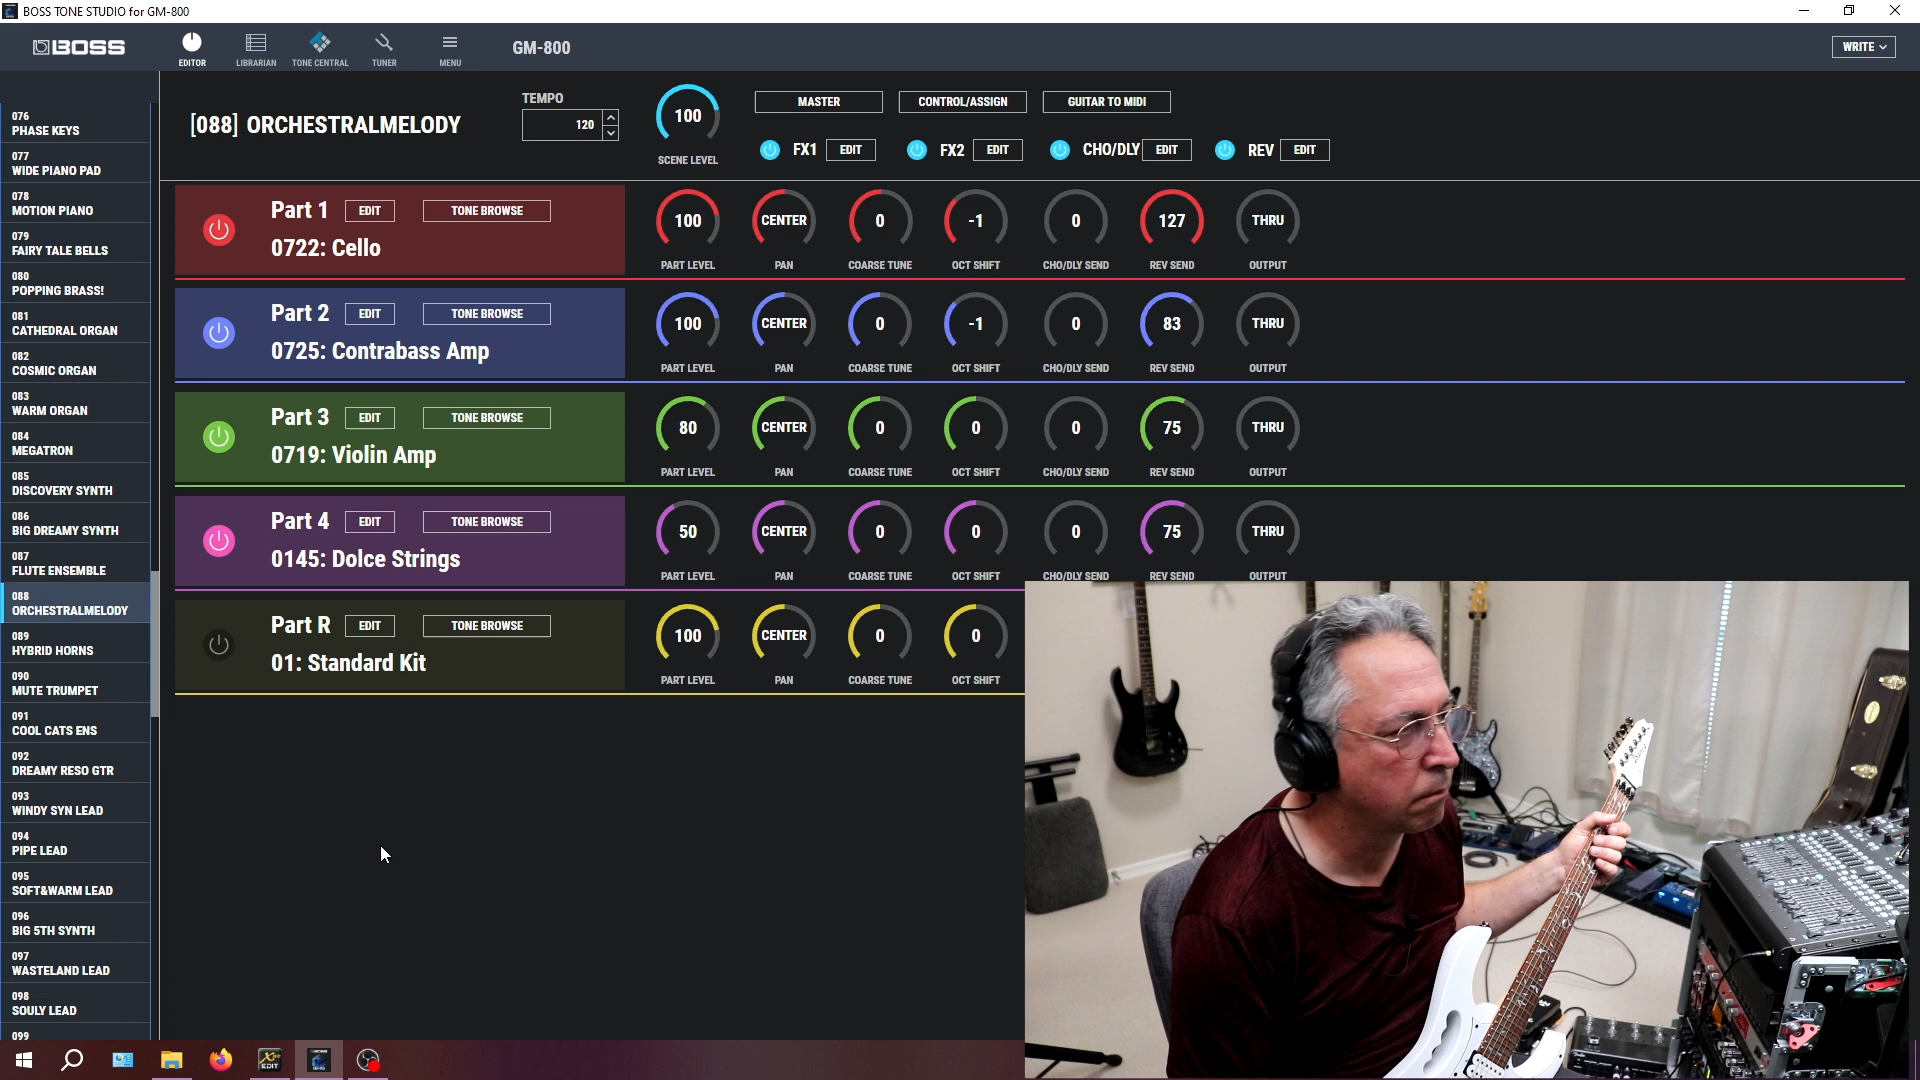 BOSS TONE STUDIO for GM-800
BOSS
EDITOR
LIBRARIAN
TONE CENTRAL
TUNER
MENU
GM-800
WRITE
076
PHASE KEYS
077
WIDE PIANO PAD
078
MOTION PIANO
079
FAIRY TALE BELLS
080
POPPING BRASS!
081
CATHEDRAL ORGAN
082
COSMIC ORGAN
083
WARM ORGAN
084
MEGATRON
085
DISCOVERY SYNTH
086
BIG DREAMY SYNTH
087
FLUTE ENSEMBLE
088
ORCHESTRALMELODY
089
HYBRID HORNS
090
MUTE TRUMPET
091
COOL CATS ENS
092
DREAMY RESO GTR
093
WINDY SYN LEAD
094
PIPE LEAD
095
SOFT&WARM LEAD
096
BIG 5TH SYNTH
097
WASTELAND LEAD
098
SOULY LEAD
099
[088] ORCHESTRALMELODY
TEMPO
120
100
SCENE LEVEL
MASTER CONTROL/ASSIGN GUITAR TO MIDI
FX1 EDIT FX2 EDIT CHO/DLY EDIT REV EDIT
Part 1 EDIT TONE BROWSE
0722: Cello
100 CENTER 0 -1 0 127 THRU
PART LEVEL PAN COARSE TUNE OCT SHIFT CHO/DLY SEND REV SEND OUTPUT
Part 2 EDIT TONE BROWSE
0725: Contrabass Amp
100 CENTER 0 -1 0 83 THRU
PART LEVEL PAN COARSE TUNE OCT SHIFT CHO/DLY SEND REV SEND OUTPUT
Part 3 EDIT TONE BROWSE
0719: Violin Amp
80 CENTER 0 0 0 75 THRU
PART LEVEL PAN COARSE TUNE OCT SHIFT CHO/DLY SEND REV SEND OUTPUT
Part 4 EDIT TONE BROWSE
0145: Dolce Strings
50 CENTER 0 0 0 75 THRU
PART LEVEL PAN COARSE TUNE OCT SHIFT CHO/DLY SEND REV SEND OUTPUT
Part R EDIT TONE BROWSE
01: Standard Kit
100 CENTER 0 0
PART LEVEL PAN COARSE TUNE OCT SHIFT
EDIT